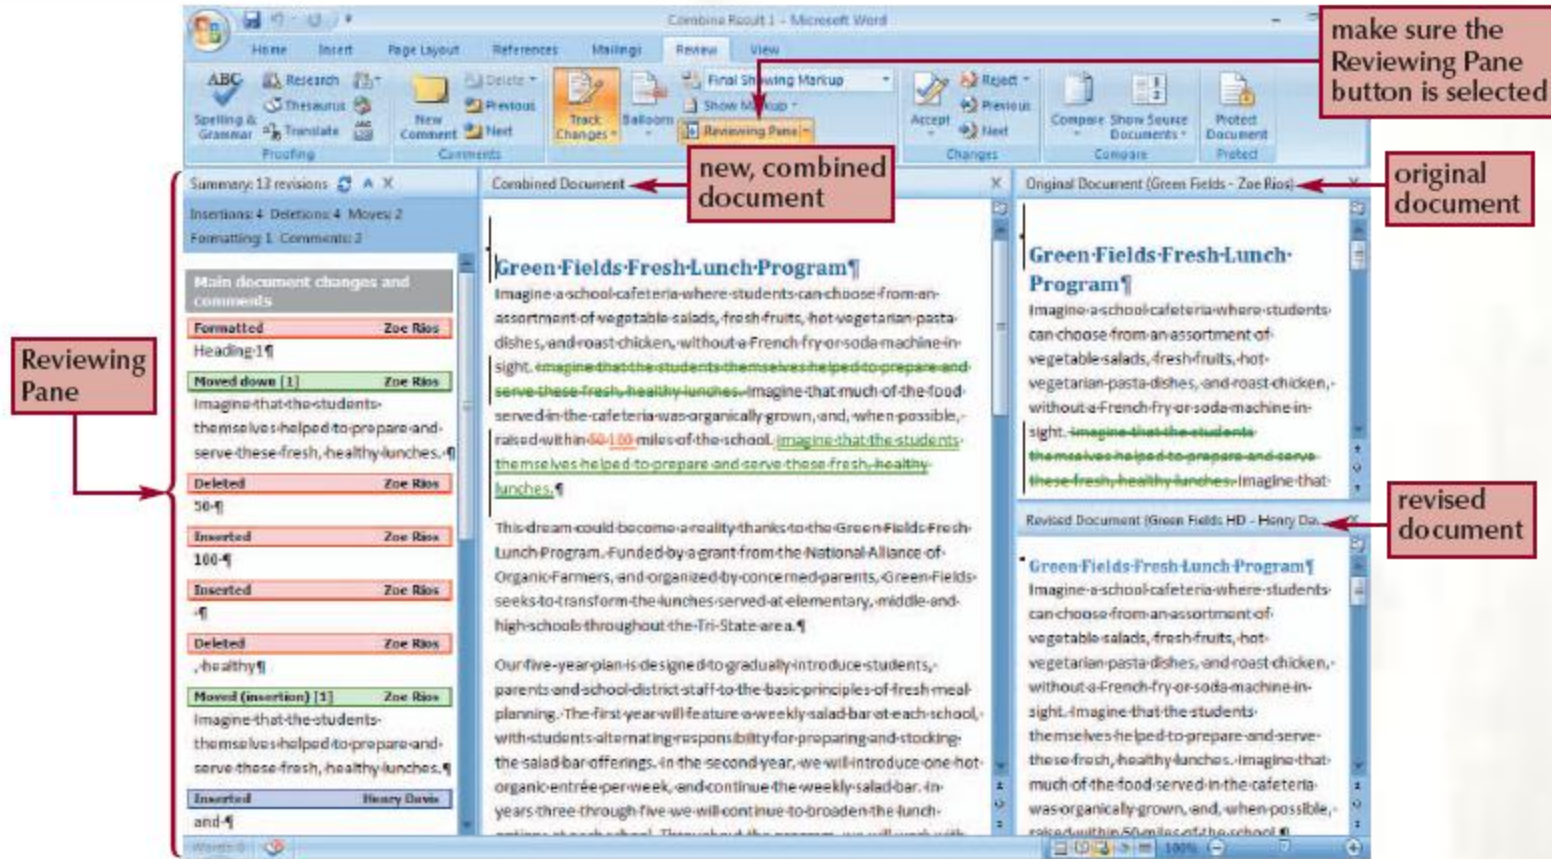 Combine Result 1 - Microsoft Word
Home Insert Page Layout References Mailings Review View
make sure the
Reviewing Pane
button is selected
ABC
Spelling &
Grammar
Research
Thesaurus
Translate
Proofing
New
Comment
Delete
Previous
Next
Comments
Track
Changes
Balloons
Final Showing Markup
Show Markup
Reviewing Pane
Accept
Reject
Previous
Next
Changes
Compare
Show Source
Documents
Compare
Protect
Document
Protect
new, combined
document
original
document
Reviewing
Pane
revised
document
Summary: 13 revisions
Insertions: 4 Deletions: 4 Moves: 2
Formatting: 1 Comments: 2
Main document changes and
comments
Formatted Zoe Rios
Heading·1¶
Moved down [1] Zoe Rios
Imagine·that·the·students·
themselves·helped·to·prepare·and·
serve·these·fresh,·healthy·lunches.·¶
Deleted Zoe Rios
50·¶
Inserted Zoe Rios
100·¶
Inserted Zoe Rios
·¶
Deleted Zoe Rios
,·healthy¶
Moved (insertion) [1] Zoe Rios
Imagine·that·the·students·
themselves·helped·to·prepare·and·
serve·these·fresh,·healthy·lunches.¶
Inserted Henry Davis
and·¶
Words: 0
Combined Document
Green·Fields·Fresh·Lunch·Program¶
Imagine·a·school·cafeteria·where·students·can·choose·from·an·
assortment·of·vegetable·salads,·fresh·fruits,·hot·vegetarian·pasta·
dishes,·and·roast·chicken,·without·a·French·fry·or·soda·machine·in·
sight.·Imagine·that·the·students·themselves·helped·to·prepare·and·
serve·these·fresh,·healthy·lunches.·Imagine·that·much·of·the·food·
served·in·the·cafeteria·was·organically·grown,·and,·when·possible,·
raised·within·50·100·miles·of·the·school.·Imagine·that·the·students·
themselves·helped·to·prepare·and·serve·these·fresh,·healthy·
lunches.¶
This·dream·could·become·a·reality·thanks·to·the·Green·Fields·Fresh·
Lunch·Program.·Funded·by·a·grant·from·the·National·Alliance·of·
Organic·Farmers,·and·organized·by·concerned·parents,·Green·Fields·
seeks·to·transform·the·lunches·served·at·elementary,·middle·and·
high·schools·throughout·the·Tri-State·area.¶
Our·five-year·plan·is·designed·to·gradually·introduce·students,·
parents·and·school·district·staff·to·the·basic·principles·of·fresh·meal·
planning.·The·first·year·will·feature·a·weekly·salad·bar·at·each·school,·
with·students·alternating·responsibility·for·preparing·and·stocking·
the·salad·bar·offerings.·In·the·second·year,·we·will·introduce·one·hot·
organic·entrée·per·week,·and·continue·the·weekly·salad·bar.·In·
years·three·through·five·we·will·continue·to·broaden·the·lunch·
options·at·each·school.·Throughout·the·program,·we·will·work·with·
Original Document (Green Fields - Zoe Rios)
Green·Fields·Fresh·Lunch·
Program¶
Imagine·a·school·cafeteria·where·students·
can·choose·from·an·assortment·of·
vegetable·salads,·fresh·fruits,·hot·
vegetarian·pasta·dishes,·and·roast·chicken,·
without·a·French·fry·or·soda·machine·in·
sight.·Imagine·that·the·students·
themselves·helped·to·prepare·and·serve·
these·fresh,·healthy·lunches.·Imagine·that·
Revised Document (Green Fields HD - Henry Da...
Green·Fields·Fresh·Lunch·Program¶
Imagine·a·school·cafeteria·where·students·
can·choose·from·an·assortment·of·
vegetable·salads,·fresh·fruits,·hot·
vegetarian·pasta·dishes,·and·roast·chicken,·
without·a·French·fry·or·soda·machine·in·
sight.·Imagine·that·the·students·
themselves·helped·to·prepare·and·serve·
these·fresh,·healthy·lunches.·Imagine·that·
much·of·the·food·served·in·the·cafeteria·
was·organically·grown,·and,·when·possible,·
raised·within·50·miles·of·the·school.¶
100%